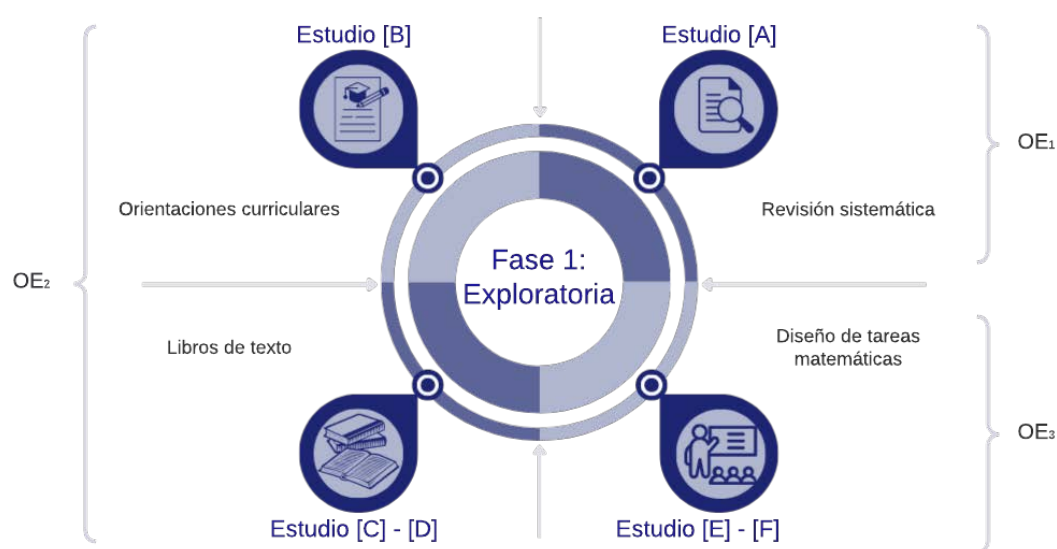 Estudio [B]
Estudio [A]
OE₁
Orientaciones curriculares
Revisión sistemática
Fase 1:
Exploratoria
OE₂
Libros de texto
Diseño de tareas
matemáticas
OE₃
Estudio [C] - [D]
Estudio [E] - [F]